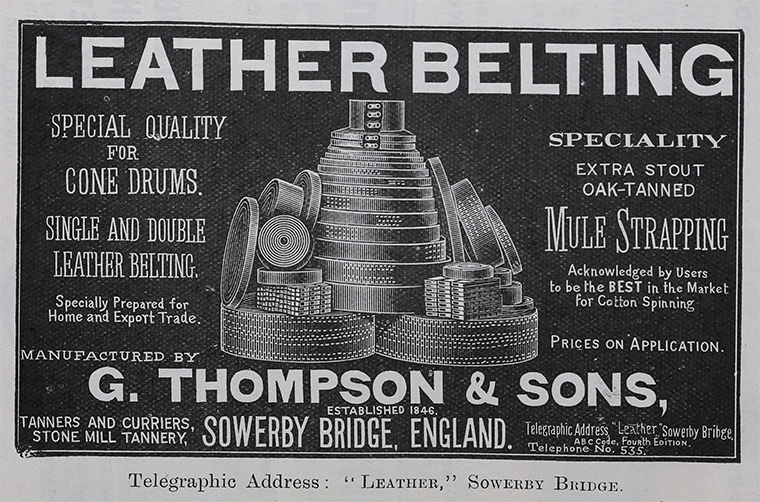 LEATHER BELTING
SPECIAL QUALITY
FOR
CONE DRUMS.
SINGLE AND DOUBLE
LEATHER BELTING.
Specially Prepared for
Home and Export Trade.
SPECIALITY
EXTRA STOUT
OAK-TANNED
MULE STRAPPING
Acknowledged by Users
to be the BEST in the Market
for Cotton Spinning
PRICES ON APPLICATION.
MANUFACTURED BY
G. THOMPSON & SONS,
ESTABLISHED 1846.
TANNERS AND CURRIERS,
STONE MILL TANNERY,
SOWERBY BRIDGE, ENGLAND.
Telegraphic Address "Leather," Sowerby Bribge,
ABC Code, Fourth Edition.
Telephone No. 535.
Telegraphic Address: "LEATHER," SOWERBY BRIDGE.